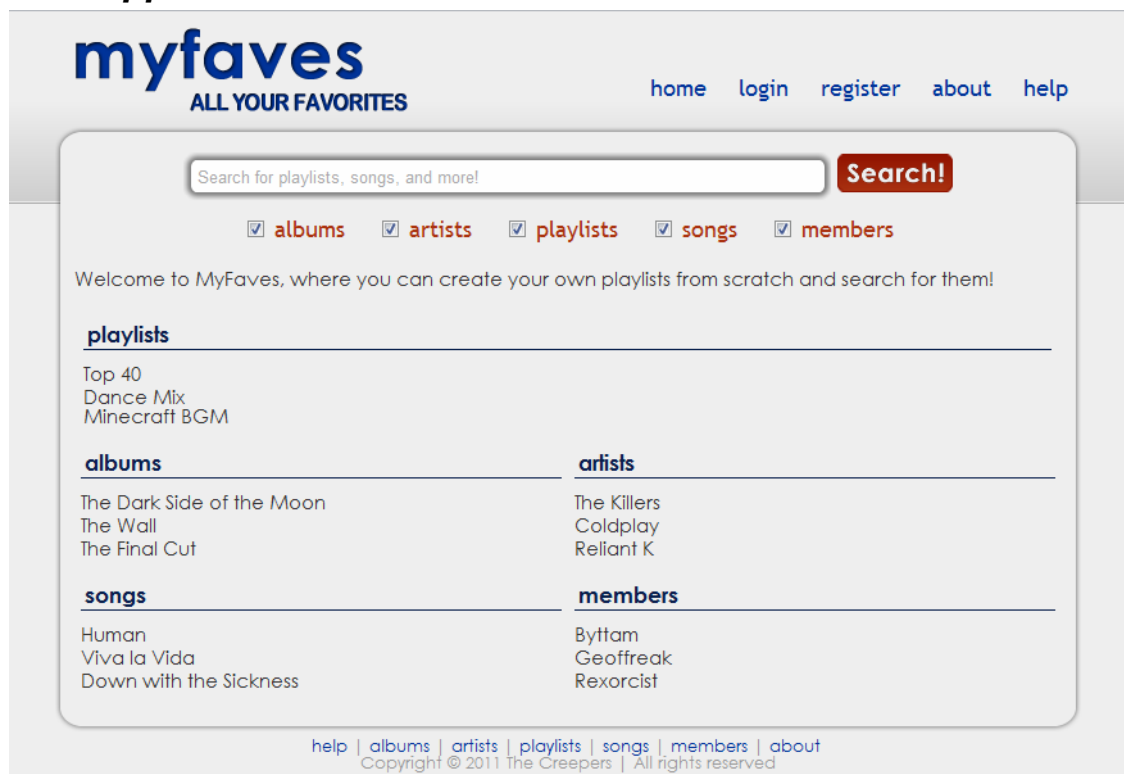 myfaves
ALL YOUR FAVORITES
home login register about help
Search for playlists, songs, and more!
Search!
albums artists playlists songs members
Welcome to MyFaves, where you can create your own playlists from scratch and search for them!
playlists
Top 40
Dance Mix
Minecraft BGM
albums
The Dark Side of the Moon
The Wall
The Final Cut
artists
The Killers
Coldplay
Reliant K
songs
Human
Viva la Vida
Down with the Sickness
members
Byttam
Geoffreak
Rexorcist
help | albums | artists | playlists | songs | members | about
Copyright © 2011 The Creepers | All rights reserved